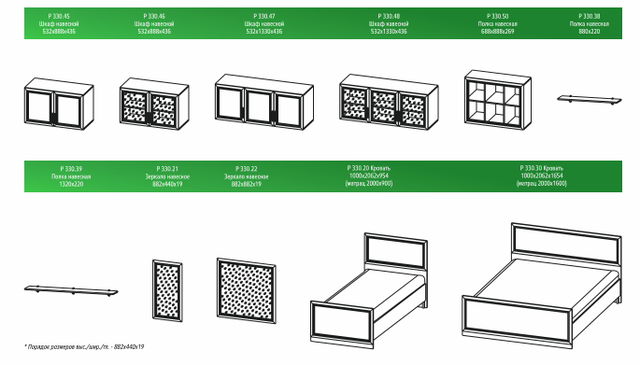 Р 330.45
Шкаф навесной
532х888х436
Р 330.46
Шкаф навесной
532х888х436
Р 330.47
Шкаф навесной
532х1330х436
Р 330.48
Шкаф навесной
532х1330х436
Р 330.50
Полка навесная
688х888х269
Р 330.38
Полка навесная
880х220
Р 330.39
Полка навесная
1320х220
Р 330.21
Зеркало навесное
882х440х19
Р 330.22
Зеркало навесное
882х882х19
Р 330.20 Кровать
1000х2062х954
(матрац 2000х900)
Р 330.30 Кровать
1000х2062х1654
(матрац 2000х1600)
* Порядок размеров выс./шир./гл. - 882х440х19